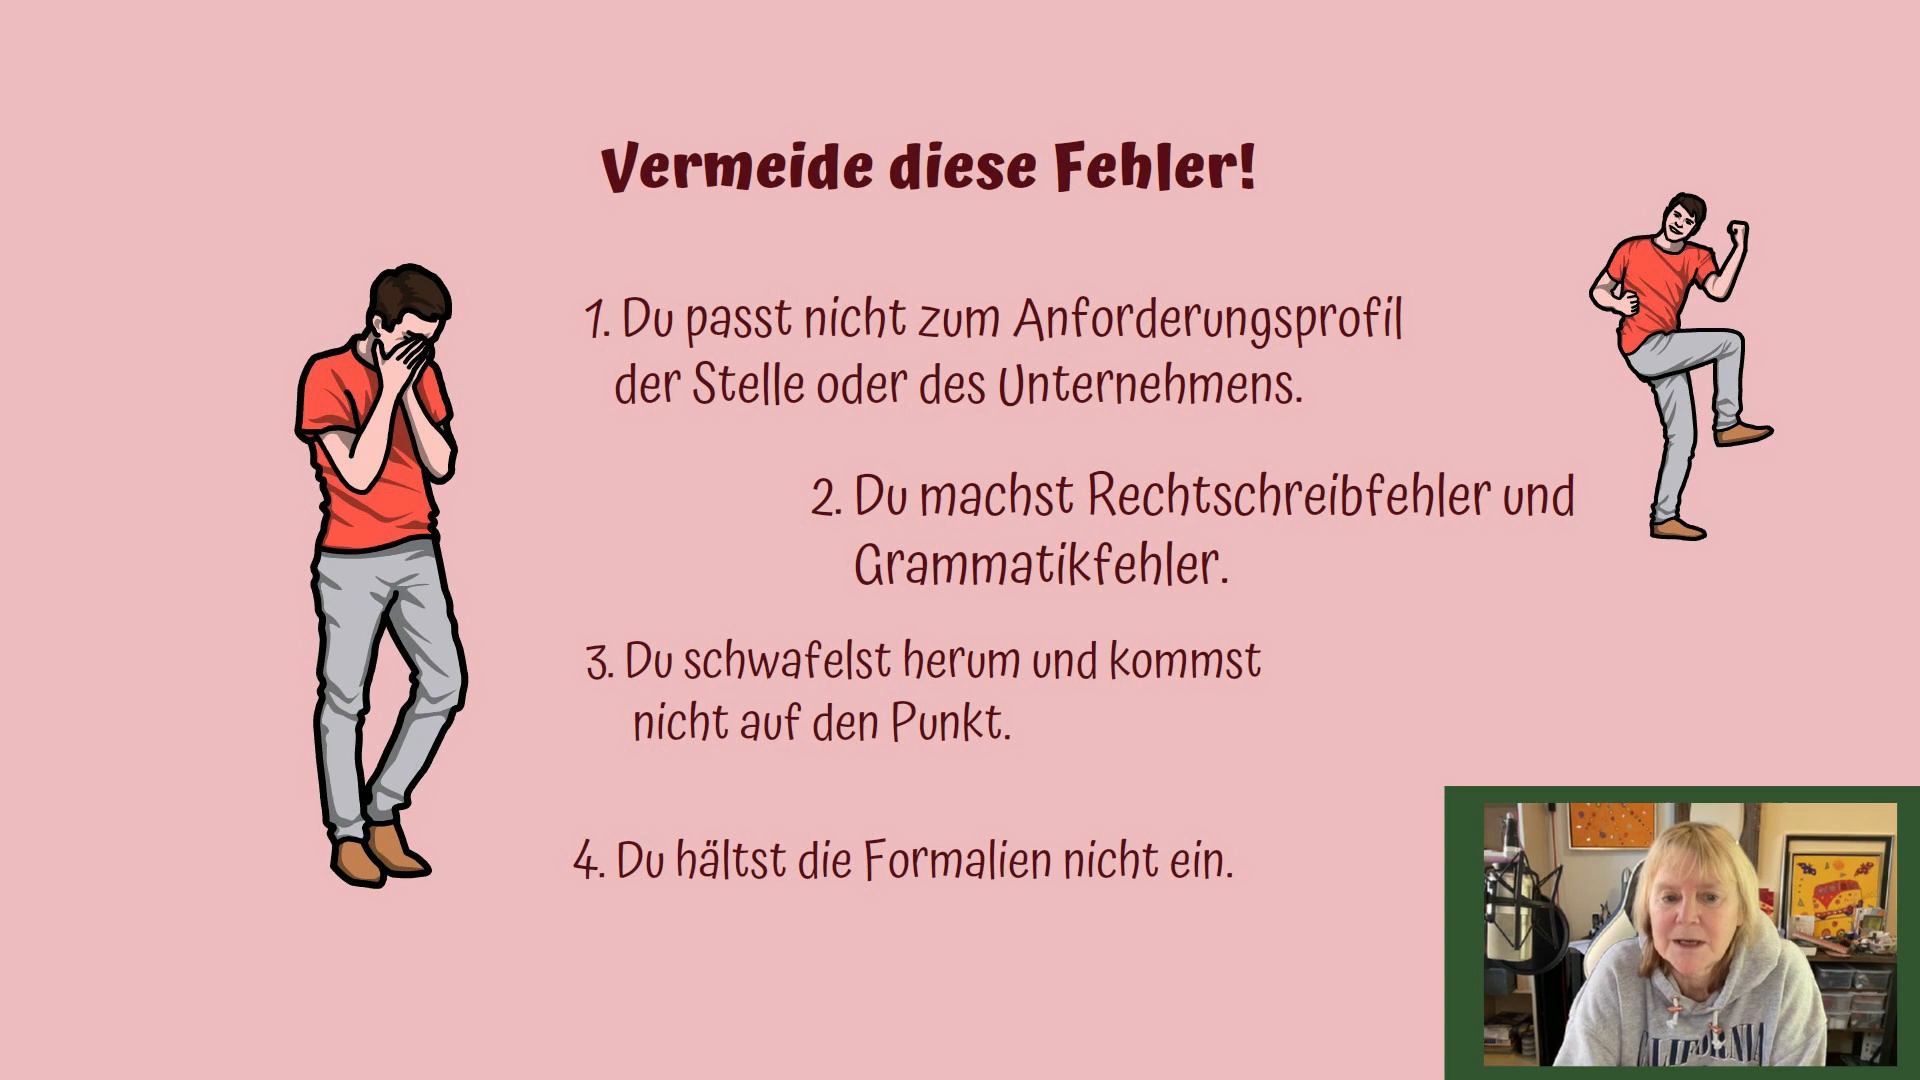 Vermeide diese Fehler!
1. Du passt nicht zum Anforderungsprofil
der Stelle oder des Unternehmens.
2. Du machst Rechtschreibfehler und
Grammatikfehler.
3. Du schwafelst herum und kommst
nicht auf den Punkt.
4. Du hältst die Formalien nicht ein.
CALIFORNIA